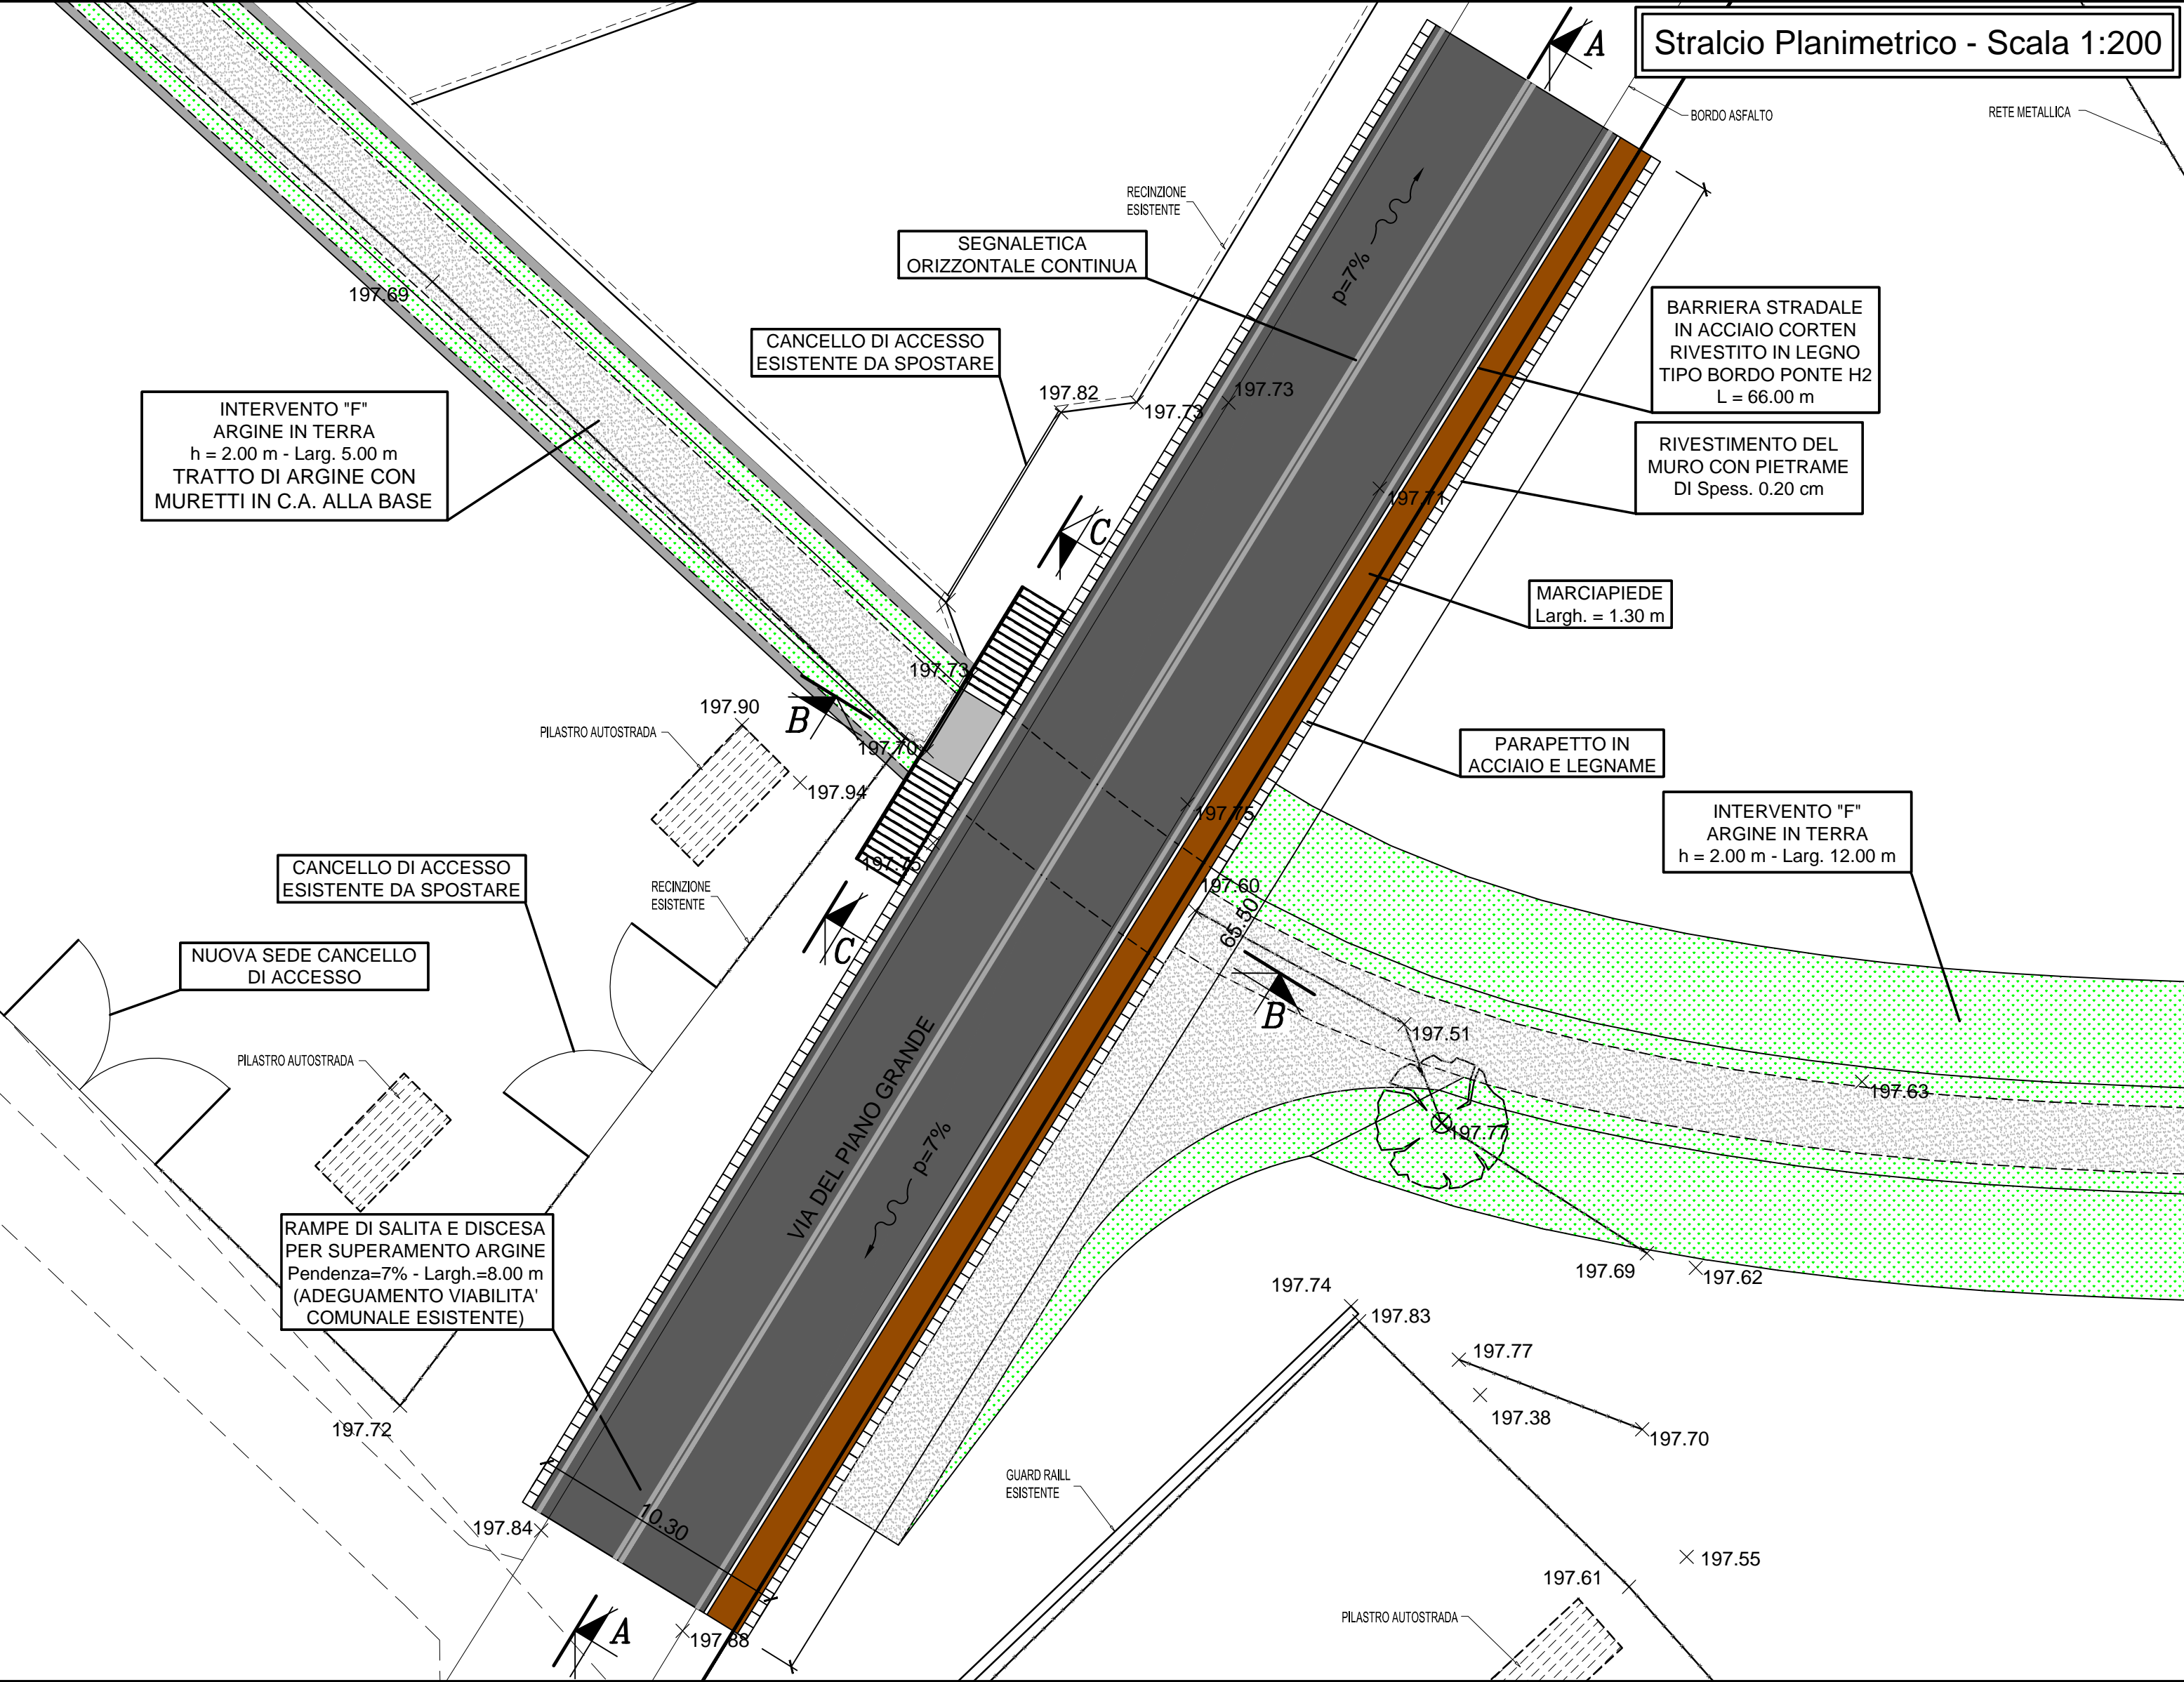 Stralcio Planimetrico - Scala 1:200
A
BORDO ASFALTO
RETE METALLICA
RECINZIONE
ESISTENTE
SEGNALETICA
ORIZZONTALE CONTINUA
p=7%
197.69
BARRIERA STRADALE
IN ACCIAIO CORTEN
RIVESTITO IN LEGNO
TIPO BORDO PONTE H2
L = 66.00 m
CANCELLO DI ACCESSO
ESISTENTE DA SPOSTARE
197.82
197.73
197.73
INTERVENTO "F"
ARGINE IN TERRA
h = 2.00 m - Larg. 5.00 m
TRATTO DI ARGINE CON
MURETTI IN C.A. ALLA BASE
RIVESTIMENTO DEL
MURO CON PIETRAME
DI Spess. 0.20 cm
197.71
C
MARCIAPIEDE
Largh. = 1.30 m
197.73
197.90
B
PILASTRO AUTOSTRADA
197.70
PARAPETTO IN
ACCIAIO E LEGNAME
197.94
197.75
INTERVENTO "F"
ARGINE IN TERRA
h = 2.00 m - Larg. 12.00 m
197.75
CANCELLO DI ACCESSO
ESISTENTE DA SPOSTARE
RECINZIONE
ESISTENTE
197.60
65.50
C
NUOVA SEDE CANCELLO
DI ACCESSO
B
197.51
VIA DEL PIANO GRANDE
PILASTRO AUTOSTRADA
197.63
197.77
p=7%
RAMPE DI SALITA E DISCESA
PER SUPERAMENTO ARGINE
Pendenza=7% - Largh.=8.00 m
(ADEGUAMENTO VIABILITA'
COMUNALE ESISTENTE)
197.69
197.62
197.74
197.83
197.77
197.38
197.72
197.70
GUARD RAILL
ESISTENTE
10.30
197.84
197.55
197.61
PILASTRO AUTOSTRADA
A
197.88